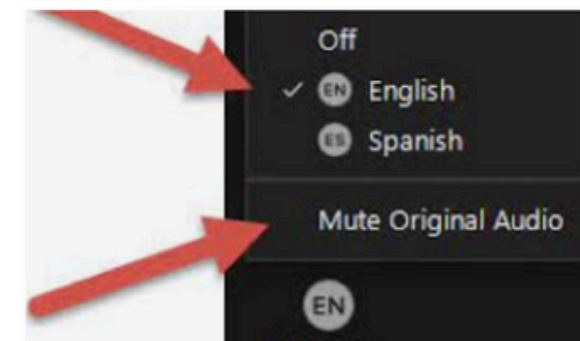 Off
EN English
ES Spanish
Mute Original Audio
EN